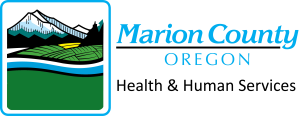 Marion County
OREGON
Health & Human Services